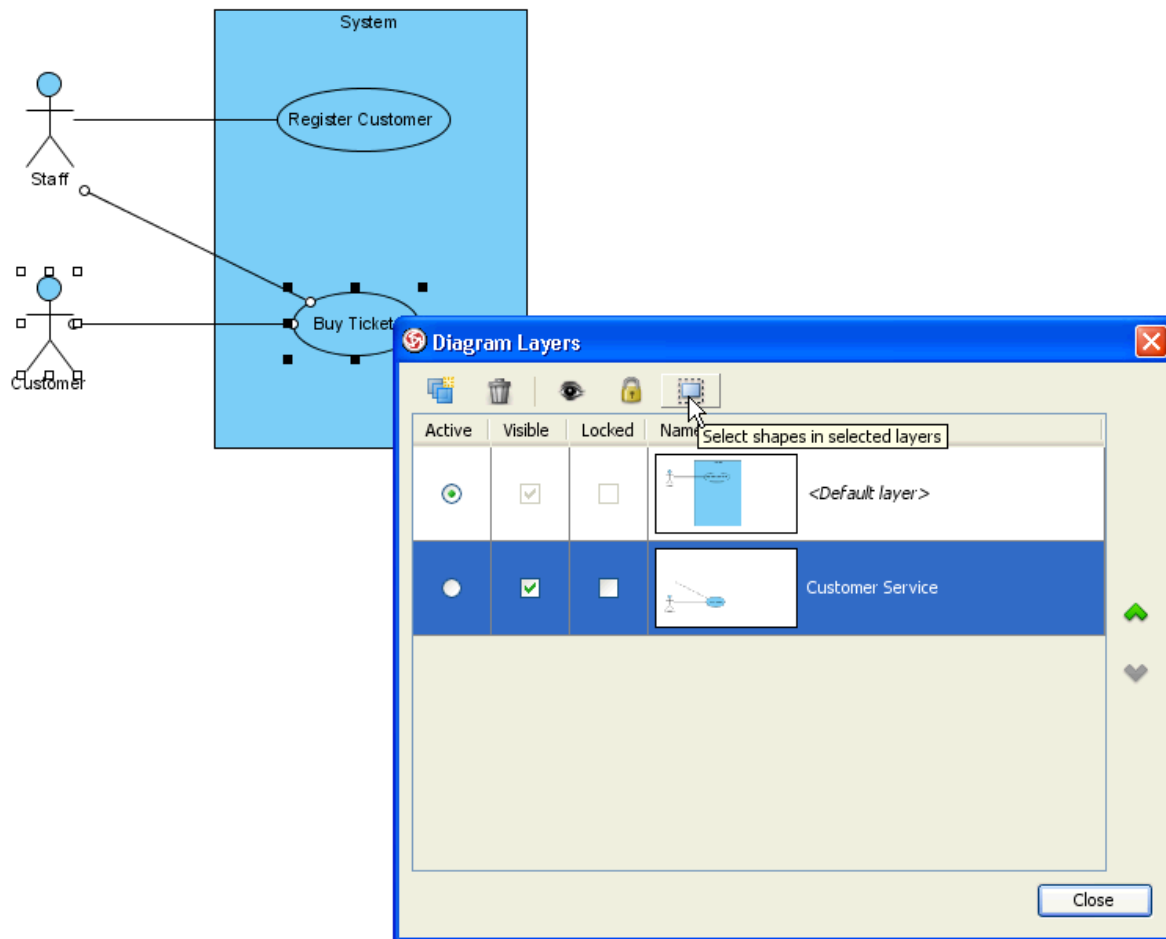 System
Register Customer
Staff
Buy Ticket
Customer
Diagram Layers
Active Visible Locked Name
Select shapes in selected layers
<Default layer>
Customer Service
Close